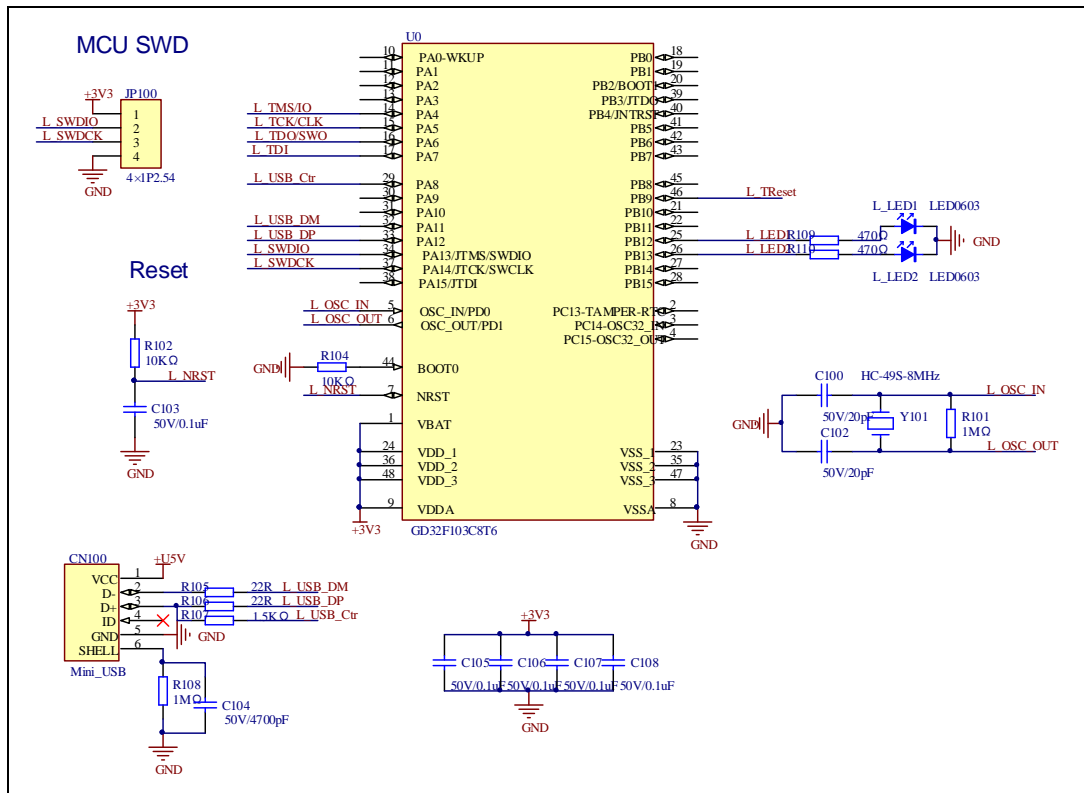 MCU SWD
+3V3
JP100
1
L_SWDIO 2
L_SWDCK 3
4
GND
4×1P2.54
Reset
+3V3
R102
10KΩ
L_NRST
C103
50V/0.1uF
GND
U0
10 PA0-WKUP
11 PA1
12 PA2
13 PA3
L_TMS/IO 14 PA4
L_TCK/CLK 15 PA5
L_TDO/SWO 16 PA6
L_TDI 17 PA7
L_USB_Ctr 29 PA8
30 PA9
31 PA10
L_USB_DM 32 PA11
L_USB_DP 33 PA12
L_SWDIO 34 PA13/JTMS/SWDIO
L_SWDCK 37 PA14/JTCK/SWCLK
38 PA15/JTDI
L_OSC_IN 5 OSC_IN/PD0
L_OSC_OUT 6 OSC_OUT/PD1
GND R104 10KΩ 44 BOOT0
L_NRST 7 NRST
1 VBAT
24 VDD_1
36 VDD_2
48 VDD_3
9 VDDA
+3V3
GD32F103C8T6
PB0 18
PB1 19
PB2/BOOT1 20
PB3/JTDO 39
PB4/JNTRST 40
PB5 41
PB6 42
PB7 43
PB8 45
PB9 46 L_TReset
PB10 21
PB11 22
PB12 25 L_LED1 R109 470Ω
PB13 26 L_LED2 R110 470Ω
PB14 27
PB15 28
PC13-TAMPER-RTC 2
PC14-OSC32_IN 3
PC15-OSC32_OUT 4
VSS_1 23
VSS_2 35
VSS_3 47
VSSA 8
GND
L_LED1 LED0603
GND
L_LED2 LED0603
C100 HC-49S-8MHz L_OSC_IN
50V/20pF
GND Y101 R101
1MΩ
C102 L_OSC_OUT
50V/20pF
CN100
+U5V
VCC 1
D- 2 R105 22R L_USB_DM
D+ 3 R106 22R L_USB_DP
ID 4 R107 1.5KΩ L_USB_Ctr
GND 5 GND
SHELL 6
Mini_USB
R108
1MΩ
C104
50V/4700pF
GND
+3V3
C105 C106 C107 C108
50V/0.1uF 50V/0.1uF 50V/0.1uF 50V/0.1uF
GND